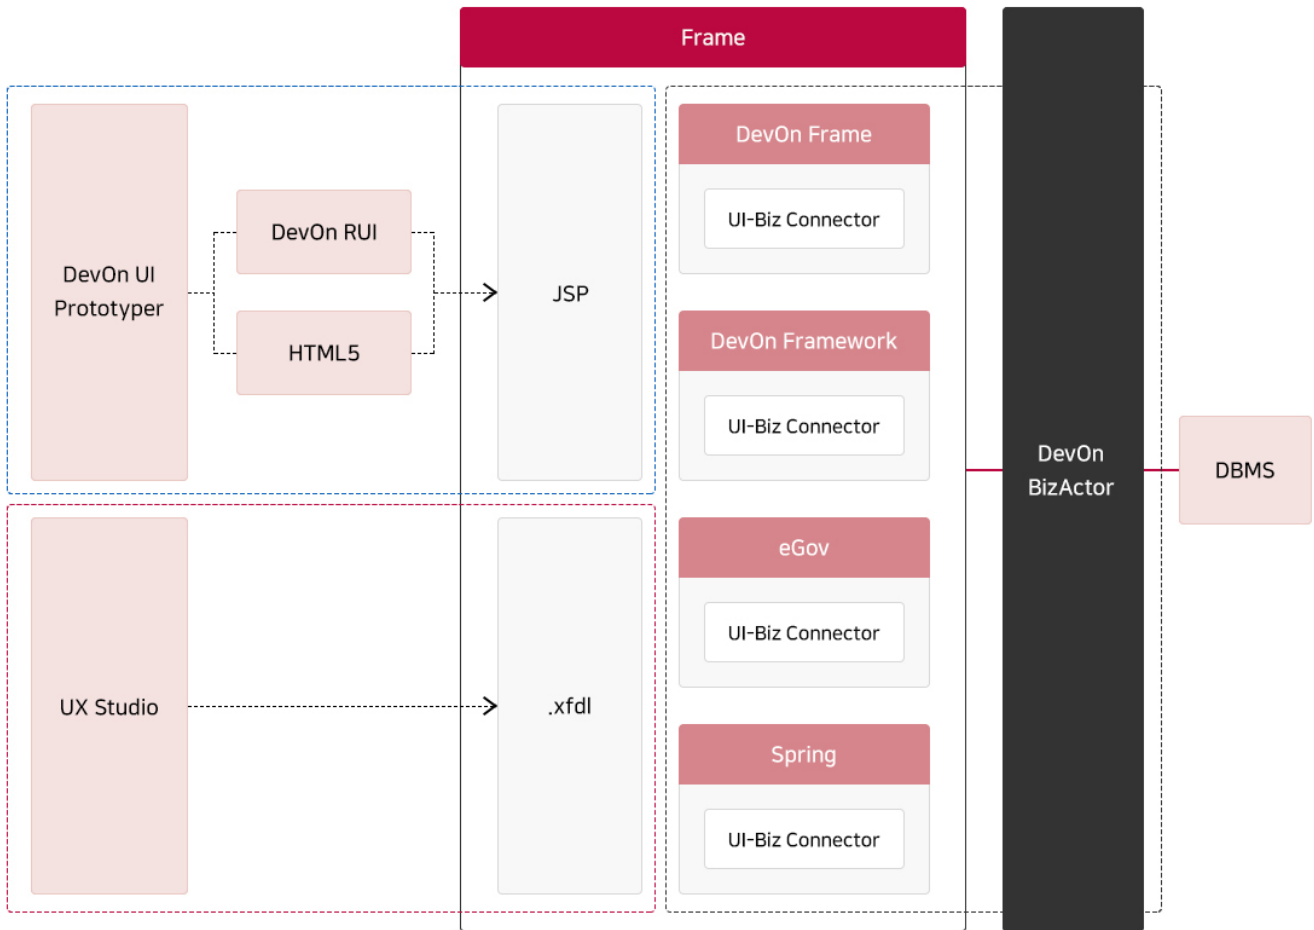 Frame
DevOn UI
Prototyper
DevOn RUI
HTML5
JSP
UX Studio
.xfdl
DevOn Frame
UI-Biz Connector
DevOn Framework
UI-Biz Connector
eGov
UI-Biz Connector
Spring
UI-Biz Connector
DevOn
BizActor
DBMS